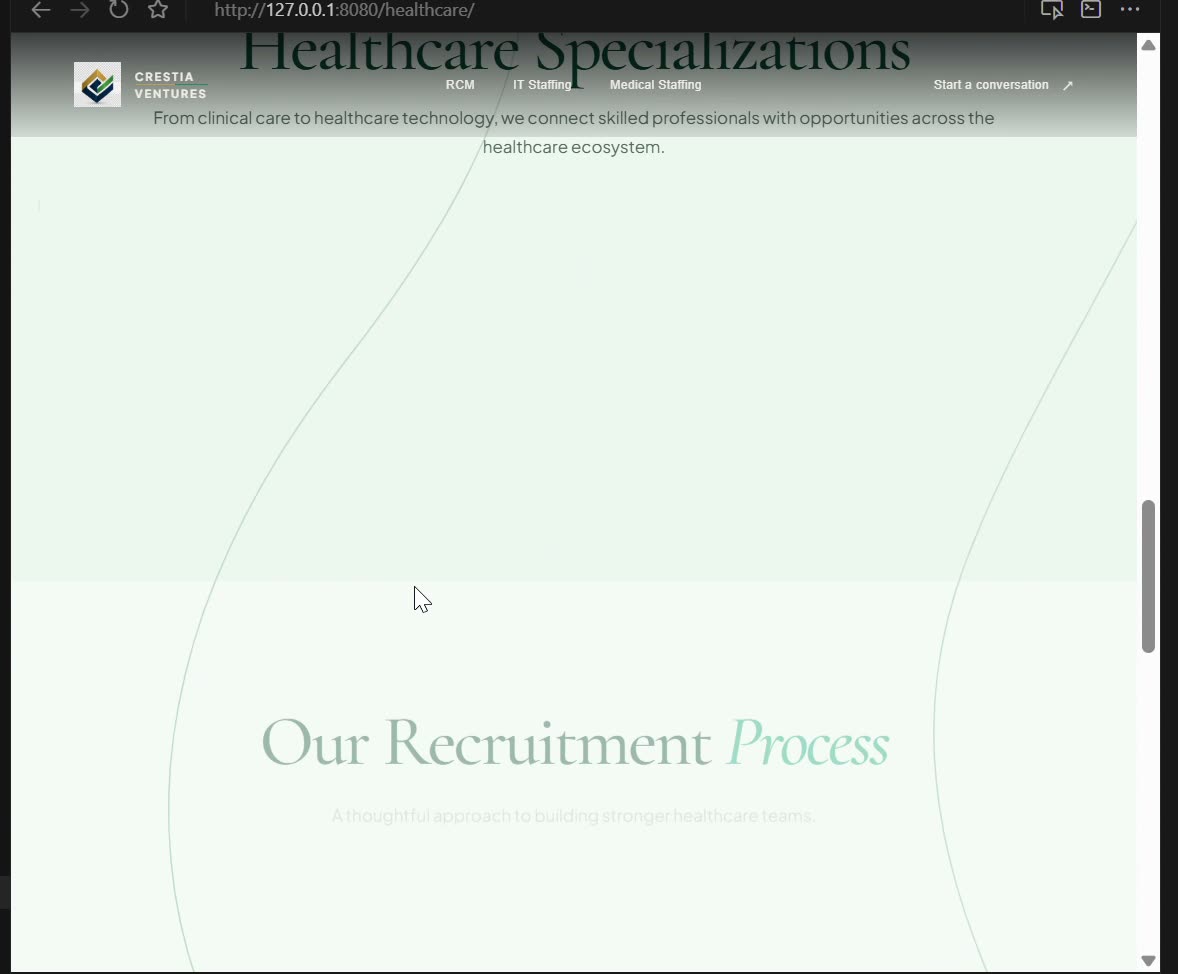 http://127.0.0.1:8080/healthcare/
Healthcare Specializations
CRESTIA
VENTURES
RCM
IT Staffing
Medical Staffing
Start a conversation ↗
From clinical care to healthcare technology, we connect skilled professionals with opportunities across the
healthcare ecosystem.
Our Recruitment Process
A thoughtful approach to building stronger healthcare teams.